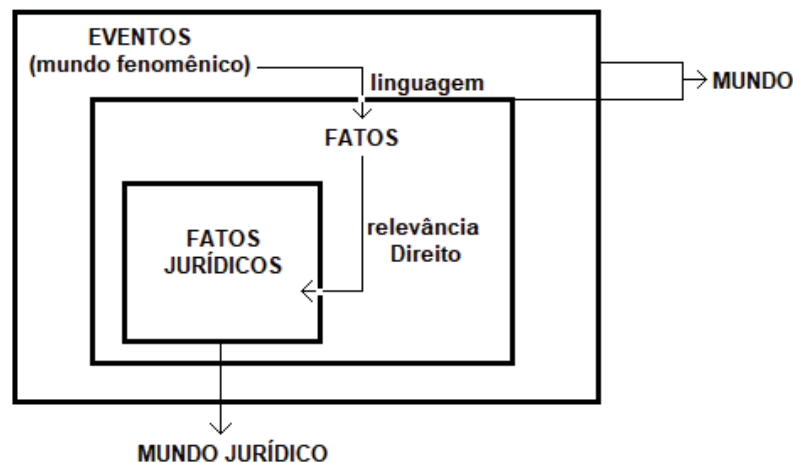 EVENTOS
(mundo fenomênico)
linguagem
MUNDO
FATOS
relevância
Direito
FATOS
JURÍDICOS
MUNDO JURÍDICO